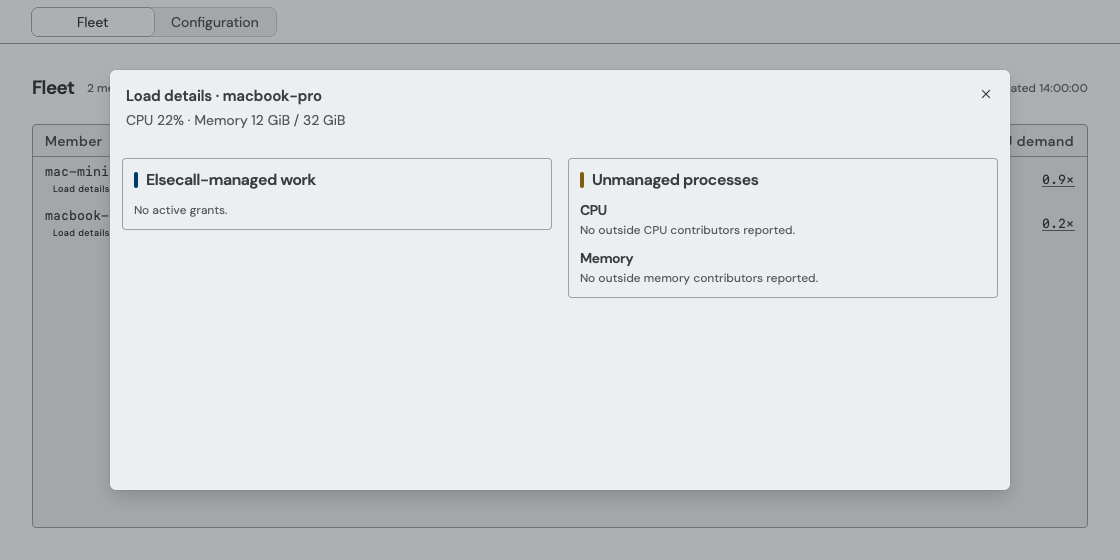 Fleet
Configuration
Fleet
2 me
ated 14:00:00
Member
demand
mac-mini
Load details
0.9×
macbook-
Load details
0.2×
Load details · macbook-pro
CPU 22% · Memory 12 GiB / 32 GiB
Elsecall-managed work
No active grants.
Unmanaged processes
CPU
No outside CPU contributors reported.
Memory
No outside memory contributors reported.